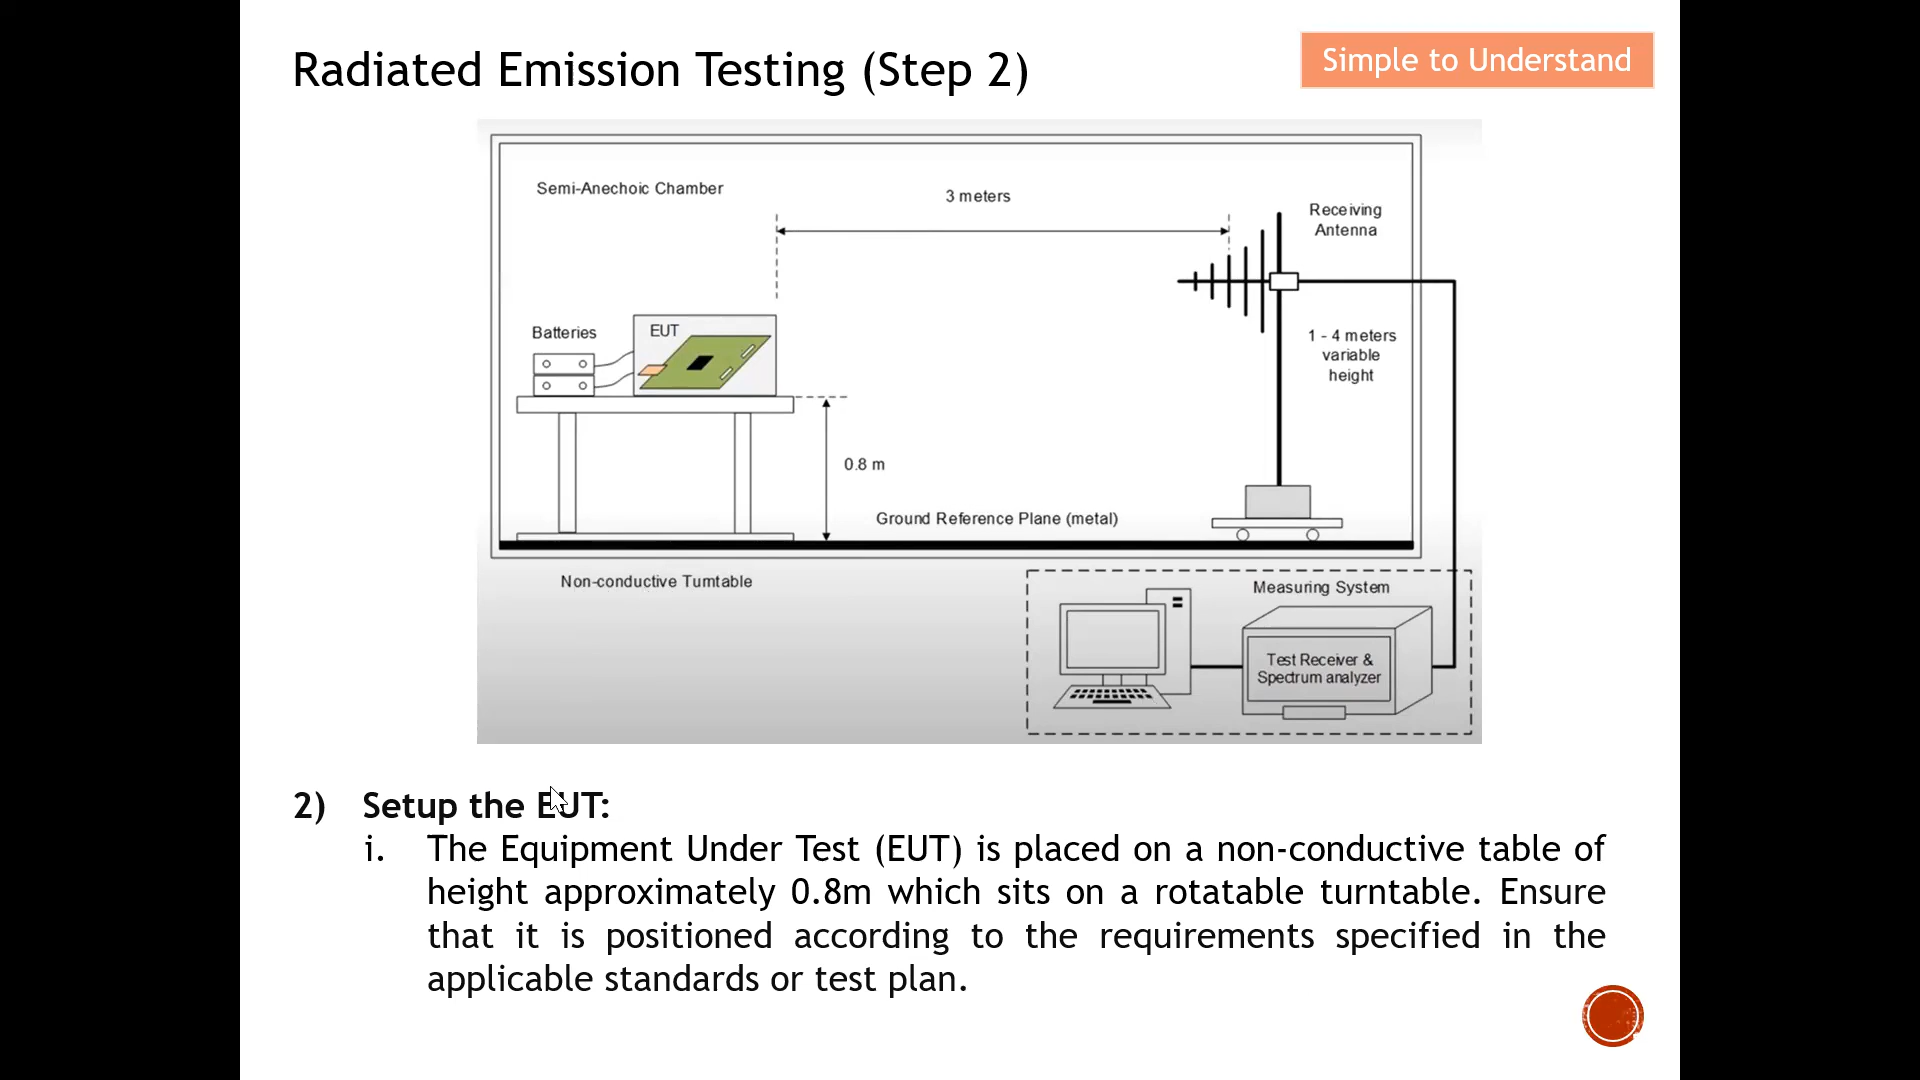 Radiated Emission Testing (Step 2)
Simple to Understand
Semi-Anechoic Chamber
3 meters
Receiving
Antenna
Batteries
EUT
1 - 4 meters
variable
height
0.8 m
Ground Reference Plane (metal)
Non-conductive Turntable
Measuring System
Test Receiver &
Spectrum analyzer
2) Setup the EUT:
i. The Equipment Under Test (EUT) is placed on a non-conductive table of
height approximately 0.8m which sits on a rotatable turntable. Ensure
that it is positioned according to the requirements specified in the
applicable standards or test plan.